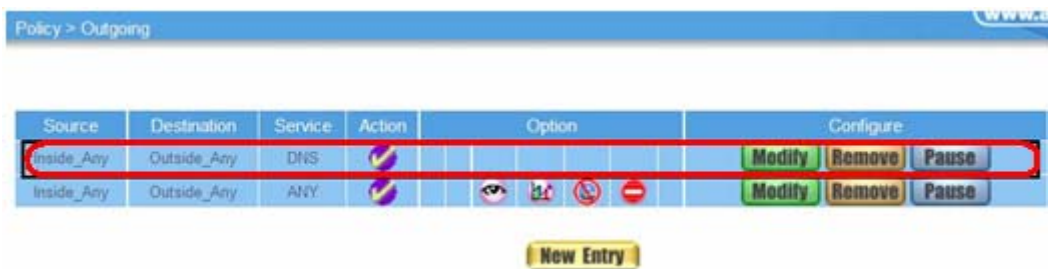 www.a
Policy > Outgoing
Source Destination Service Action Option Configure
Inside_Any Outside_Any DNS Modify Remove Pause
Inside_Any Outside_Any ANY Modify Remove Pause
New Entry